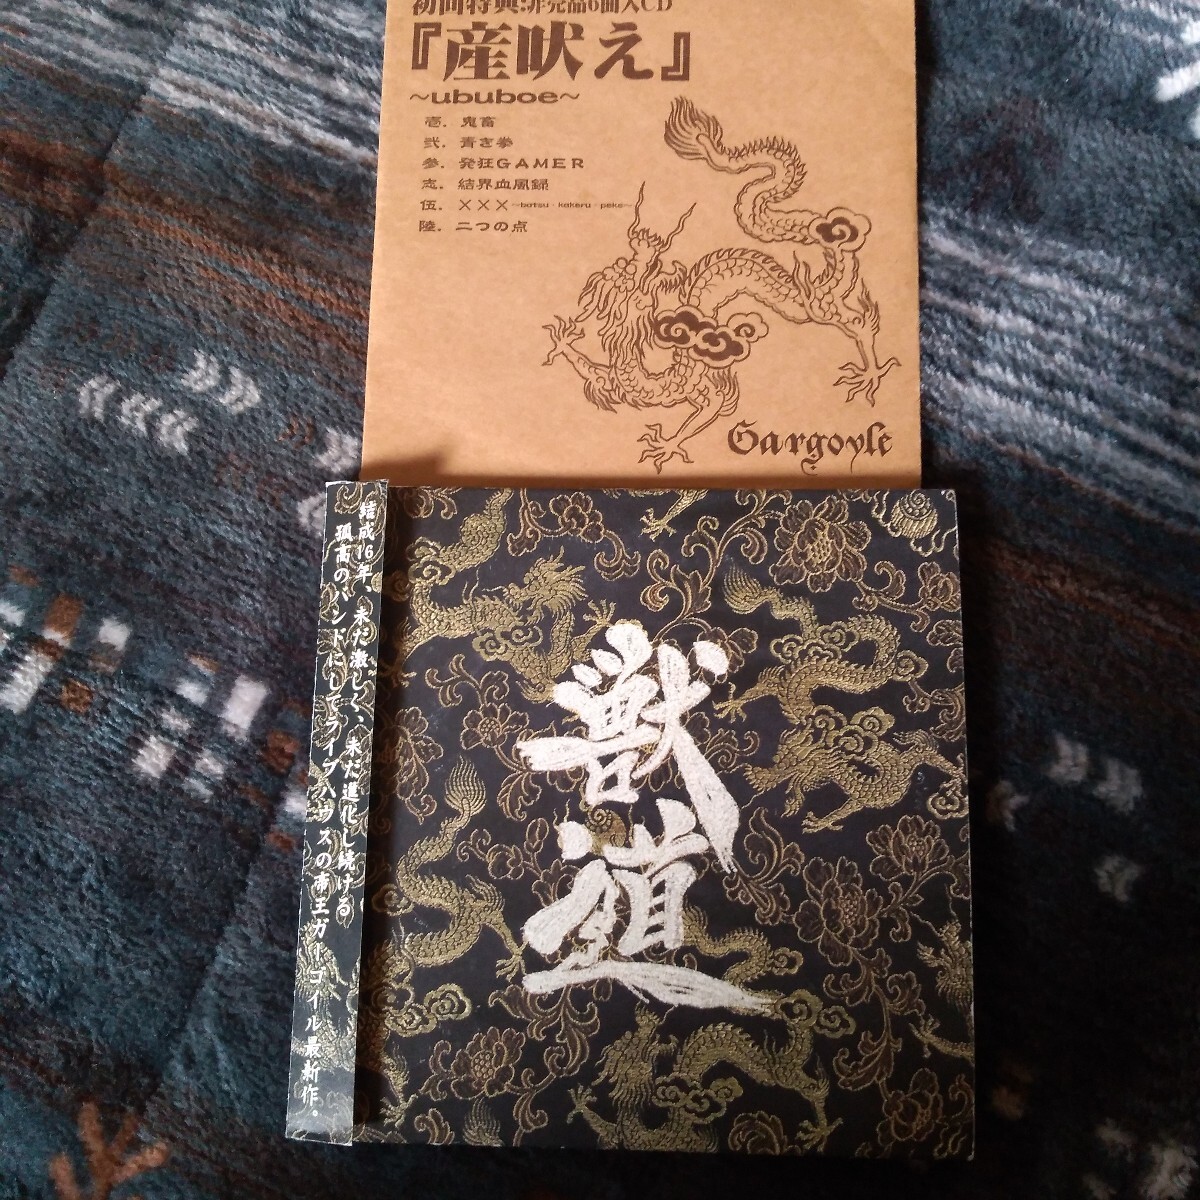 初回特典:非売品6曲入CD
『産吠え』
~ububoe~
壱. 鬼畜
弐. 青き拳
参. 発狂GAMER
志. 結界血風録
伍. ×××~batsu・kakeru・peke~
陸. 二つの点
Gargoyle
結成16年、未だ激しく、未だ進化し続ける
孤高のバンドにしてライブハウスの帝王ガーゴイル最新作。
獣道